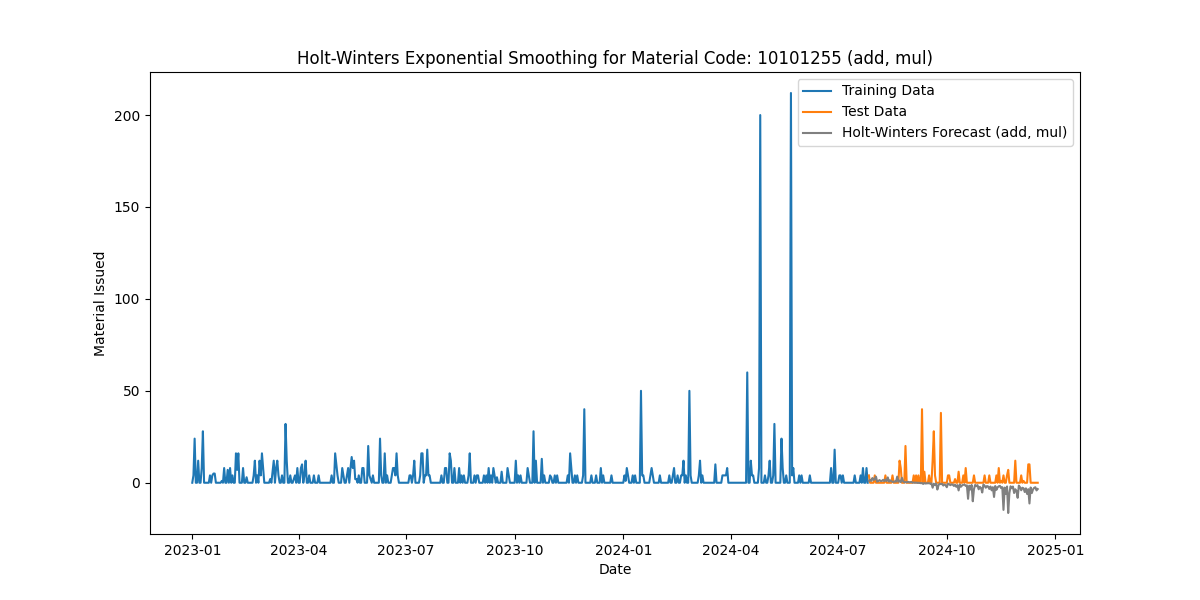 Holt-Winters Exponential Smoothing for Material Code: 10101255 (add, mul)
Training Data
Test Data
Holt-Winters Forecast (add, mul)
Material Issued
200
150
100
50
0
2023-01 2023-04 2023-07 2023-10 2024-01 2024-04 2024-07 2024-10 2025-01
Date